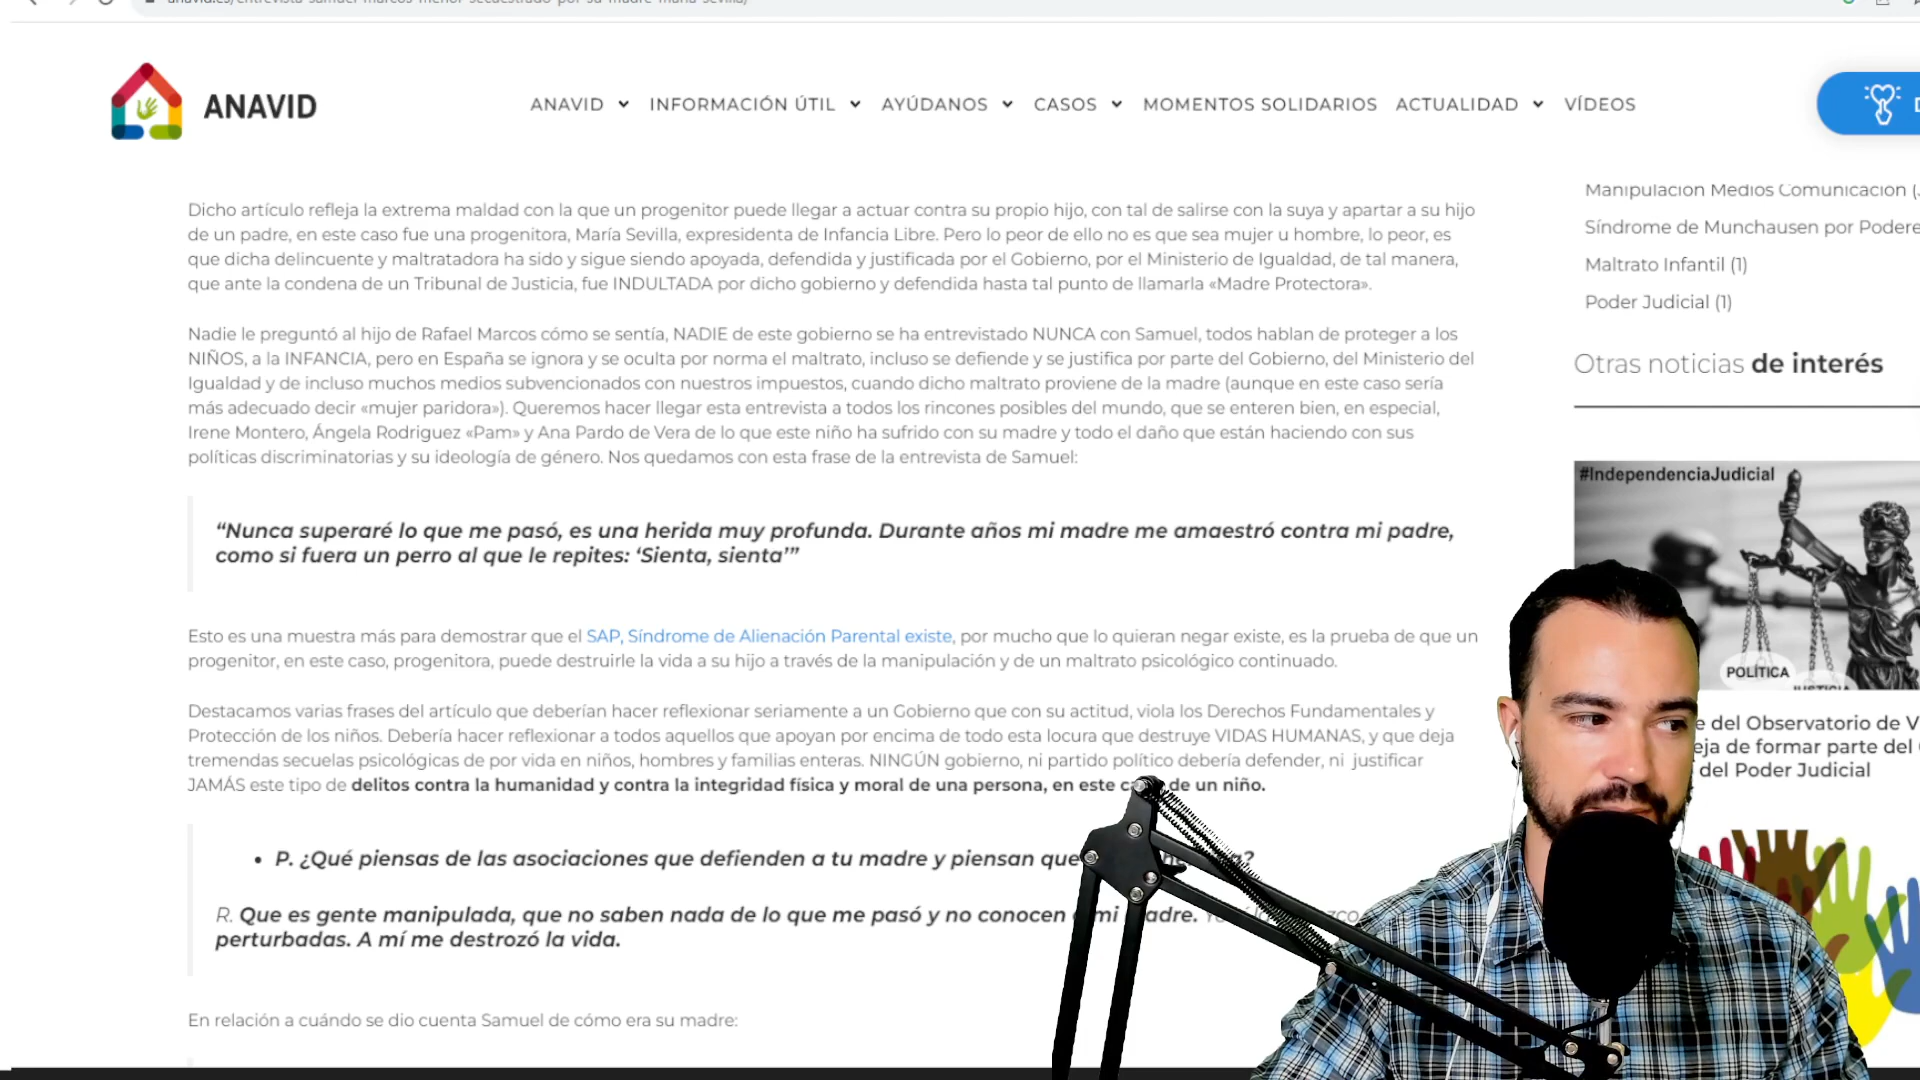 anavid.es/entrevista-samuel-marcos-menor-secuestrado-por-su-madre-maria-sevilla/
ANAVID
ANAVID INFORMACIÓN ÚTIL AYÚDANOS CASOS MOMENTOS SOLIDARIOS ACTUALIDAD VÍDEOS
Dicho artículo refleja la extrema maldad con la que un progenitor puede llegar a actuar contra su propio hijo, con tal de salirse con la suya y apartar a su hijo
de un padre, en este caso fue una progenitora, María Sevilla, expresidenta de Infancia Libre. Pero lo peor de ello no es que sea mujer u hombre, lo peor, es
que dicha delincuente y maltratadora ha sido y sigue siendo apoyada, defendida y justificada por el Gobierno, por el Ministerio de Igualdad, de tal manera,
que ante la condena de un Tribunal de Justicia, fue INDULTADA por dicho gobierno y defendida hasta tal punto de llamarla «Madre Protectora».
Nadie le preguntó al hijo de Rafael Marcos cómo se sentía, NADIE de este gobierno se ha entrevistado NUNCA con Samuel, todos hablan de proteger a los
NIÑOS, a la INFANCIA, pero en España se ignora y se oculta por norma el maltrato, incluso se defiende y se justifica por parte del Gobierno, del Ministerio del
Igualdad y de incluso muchos medios subvencionados con nuestros impuestos, cuando dicho maltrato proviene de la madre (aunque en este caso sería
más adecuado decir «mujer paridora»). Queremos hacer llegar esta entrevista a todos los rincones posibles del mundo, que se enteren bien, en especial,
Irene Montero, Ángela Rodriguez «Pam» y Ana Pardo de Vera de lo que este niño ha sufrido con su madre y todo el daño que están haciendo con sus
políticas discriminatorias y su ideología de género. Nos quedamos con esta frase de la entrevista de Samuel:
“Nunca superaré lo que me pasó, es una herida muy profunda. Durante años mi madre me amaestró contra mi padre,
como si fuera un perro al que le repites: ‘Sienta, sienta’”
Esto es una muestra más para demostrar que el SAP, Síndrome de Alienación Parental existe, por mucho que lo quieran negar existe, es la prueba de que un
progenitor, en este caso, progenitora, puede destruirle la vida a su hijo a través de la manipulación y de un maltrato psicológico continuado.
Destacamos varias frases del artículo que deberían hacer reflexionar seriamente a un Gobierno que con su actitud, viola los Derechos Fundamentales y
Protección de los niños. Debería hacer reflexionar a todos aquellos que apoyan por encima de todo esta locura que destruye VIDAS HUMANAS, y que deja
tremendas secuelas psicológicas de por vida en niños, hombres y familias enteras. NINGÚN gobierno, ni partido político debería defender, ni justificar
JAMÁS este tipo de delitos contra la humanidad y contra la integridad física y moral de una persona, en este de un niño.
• P. ¿Qué piensas de las asociaciones que defienden a tu madre y piensan que
R. Que es gente manipulada, que no saben nada de lo que me pasó y no conocen mi madre.
perturbadas. A mí me destrozó la vida.
En relación a cuándo se dio cuenta Samuel de cómo era su madre:
Manipulación Medios Comunicación (
Síndrome de Munchausen por Podere
Maltrato Infantil (1)
Poder Judicial (1)
Otras noticias de interés
#IndependenciaJudicial
POLÍTICA
JUSTICIA
e del Observatorio de V
eja de formar parte del
del Poder Judicial